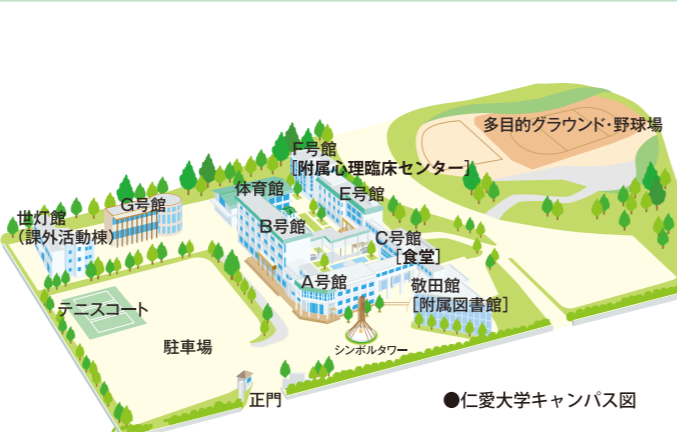 多目的グラウンド・野球場
F号館
[附属心理臨床センター]
体育館
E号館
G号館
世灯館
(課外活動棟)
B号館
C号館
[食堂]
A号館
敬田館
[附属図書館]
テニスコート
シンボルタワー
駐車場
正門
●仁愛大学キャンパス図